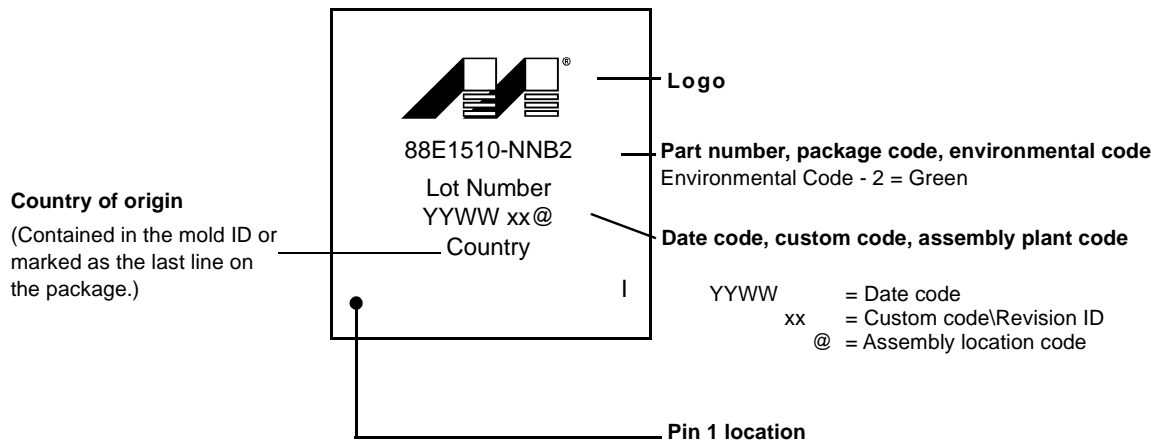 ®
Logo
88E1510-NNB2
Part number, package code, environmental code
Environmental Code - 2 = Green
Lot Number
YYWW xx@
Country
Date code, custom code, assembly plant code
Country of origin
(Contained in the mold ID or
marked as the last line on
the package.)
I
YYWW = Date code
xx = Custom code\Revision ID
@ = Assembly location code
Pin 1 location